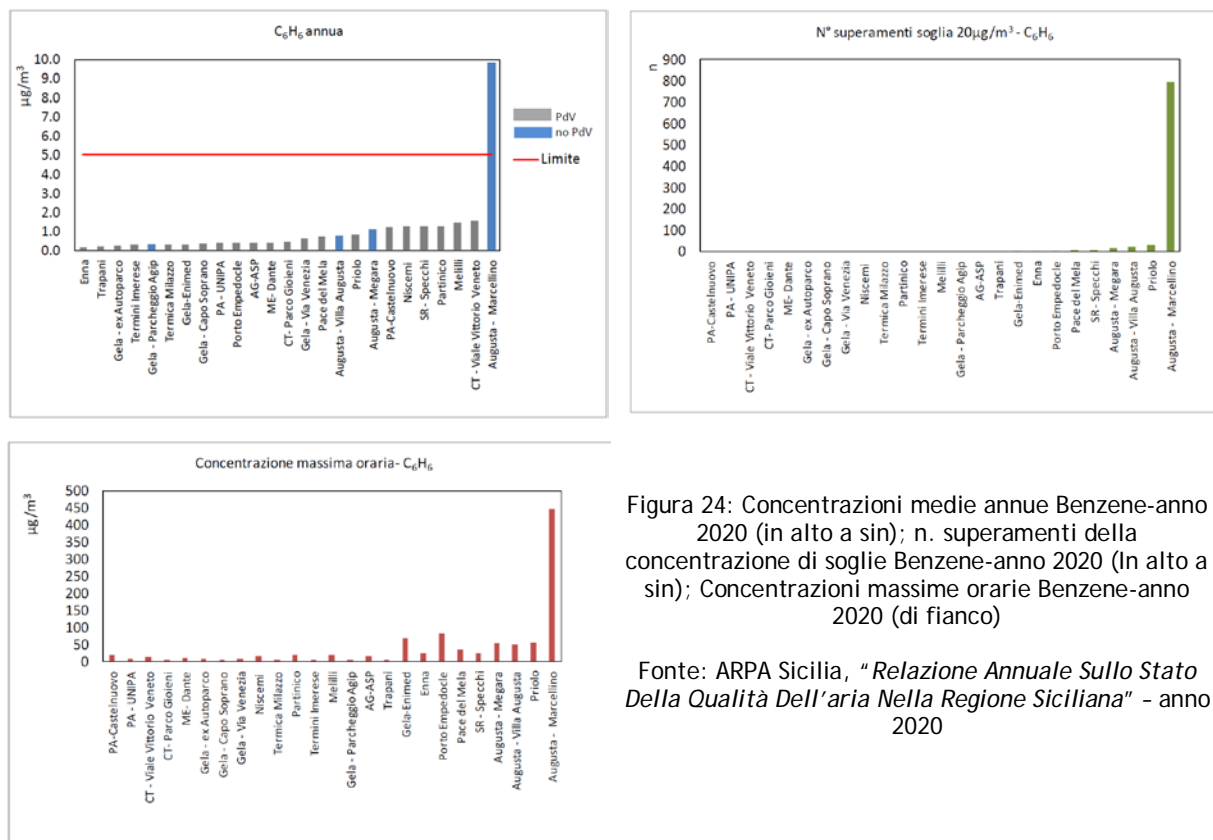 C₆H₆ annua
µg/m³
10.0
9.0
8.0
7.0
6.0
5.0
4.0
3.0
2.0
1.0
0.0
Enna
Trapani
Gela - ex Autoparco
Termini Imerese
Gela - Parcheggio Agip
Termica Milazzo
Gela-Enimed
Gela - Capo Soprano
PA - UNIPA
Porto Empedocle
AG-ASP
ME- Dante
CT- Parco Gioieni
Gela - Via Venezia
Pace del Mela
Augusta - Villa Augusta
Priolo
Augusta - Megara
PA-Castelnuovo
Niscemi
SR - Specchi
Partinico
Melilli
CT - Viale Vittorio Veneto
Augusta - Marcellino
PdV
no PdV
Limite
N° superamenti soglia 20µg/m³ - C₆H₆
n
900
800
700
600
500
400
300
200
100
0
PA-Castelnuovo
PA - UNIPA
CT - Viale Vittorio Veneto
CT- Parco Gioieni
ME- Dante
Gela - ex Autoparco
Gela - Capo Soprano
Gela - Via Venezia
Niscemi
Termica Milazzo
Partinico
Termini Imerese
Melilli
Gela - Parcheggio Agip
AG-ASP
Trapani
Gela-Enimed
Enna
Porto Empedocle
Pace del Mela
SR - Specchi
Augusta - Megara
Augusta - Villa Augusta
Priolo
Augusta - Marcellino
Concentrazione massima oraria- C₆H₆
µg/m³
500
450
400
350
300
250
200
150
100
50
0
PA-Castelnuovo
PA - UNIPA
CT - Viale Vittorio Veneto
CT- Parco Gioieni
ME- Dante
Gela - ex Autoparco
Gela - Capo Soprano
Gela - Via Venezia
Niscemi
Termica Milazzo
Partinico
Termini Imerese
Melilli
Gela - Parcheggio Agip
AG-ASP
Trapani
Gela-Enimed
Enna
Porto Empedocle
Pace del Mela
SR - Specchi
Augusta - Megara
Augusta - Villa Augusta
Priolo
Augusta - Marcellino
Figura 24: Concentrazioni medie annue Benzene-anno
2020 (in alto a sin); n. superamenti della
concentrazione di soglie Benzene-anno 2020 (In alto a
sin); Concentrazioni massime orarie Benzene-anno
2020 (di fianco)
Fonte: ARPA Sicilia, "Relazione Annuale Sullo Stato
Della Qualità Dell'aria Nella Regione Siciliana" - anno
2020